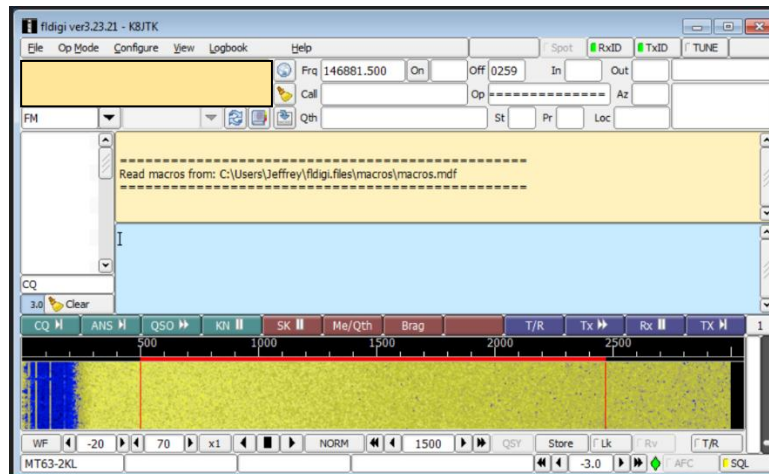 fldigi ver3.23.21 - K8JTK
File Op Mode Configure View Logbook Help Spot RxID TxID TUNE
Frq 146881.500 On Off 0259 In Out
Call Op ============== Az
FM Qth St Pr Loc
===============================================
Read macros from: C:\Users\Jeffrey\fldigi.files\macros\macros.mdf
===============================================
CQ
3.0 Clear
CQ ANS QSO KN SK Me/Qth Brag T/R Tx Rx TX 1
500 1000 1500 2000 2500
WF -20 70 x1 NORM 1500 QSY Store Lk Rv T/R
MT63-2KL -3.0 AFC SQL